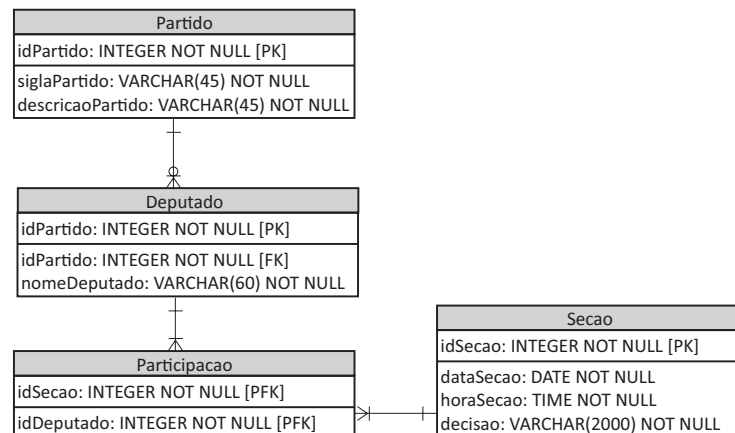 Partido
idPartido: INTEGER NOT NULL [PK]
siglaPartido: VARCHAR(45) NOT NULL
descricaoPartido: VARCHAR(45) NOT NULL
Deputado
idPartido: INTEGER NOT NULL [PK]
idPartido: INTEGER NOT NULL [FK]
nomeDeputado: VARCHAR(60) NOT NULL
Participacao
idSecao: INTEGER NOT NULL [PFK]
idDeputado: INTEGER NOT NULL [PFK]
Secao
idSecao: INTEGER NOT NULL [PK]
dataSecao: DATE NOT NULL
horaSecao: TIME NOT NULL
decisao: VARCHAR(2000) NOT NULL